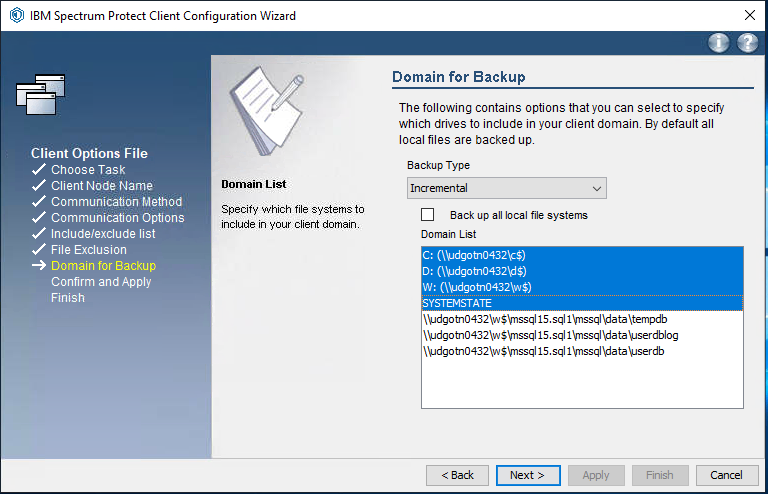 IBM Spectrum Protect Client Configuration Wizard
Client Options File
Choose Task
Client Node Name
Communication Method
Communication Options
Include/exclude list
File Exclusion
Domain for Backup
Confirm and Apply
Finish
Domain List
Specify which file systems to
include in your client domain.
Domain for Backup
The following contains options that you can select to specify
which drives to include in your client domain. By default all
local files are backed up.
Backup Type
Incremental
Back up all local file systems
Domain List
C: (\\udgotn0432\c$)
D: (\\udgotn0432\d$)
W: (\\udgotn0432\w$)
SYSTEMSTATE
\\udgotn0432\w$\mssql15.sql1\mssql\data\tempdb
\\udgotn0432\w$\mssql15.sql1\mssql\data\userdblog
\\udgotn0432\w$\mssql15.sql1\mssql\data\userdb
< Back Next > Apply Finish Cancel